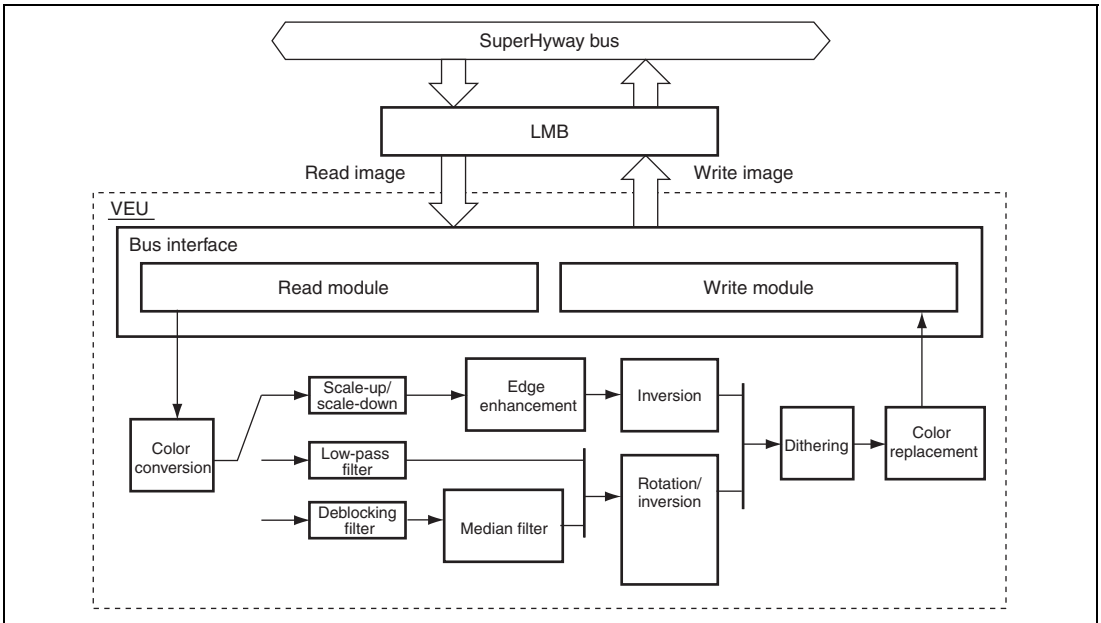 SuperHyway bus
LMB
Read image
Write image
VEU
Bus interface
Read module
Write module
Scale-up/
scale-down
Edge
enhancement
Inversion
Color
conversion
Low-pass
filter
Dithering
Color
replacement
Rotation/
inversion
Deblocking
filter
Median filter